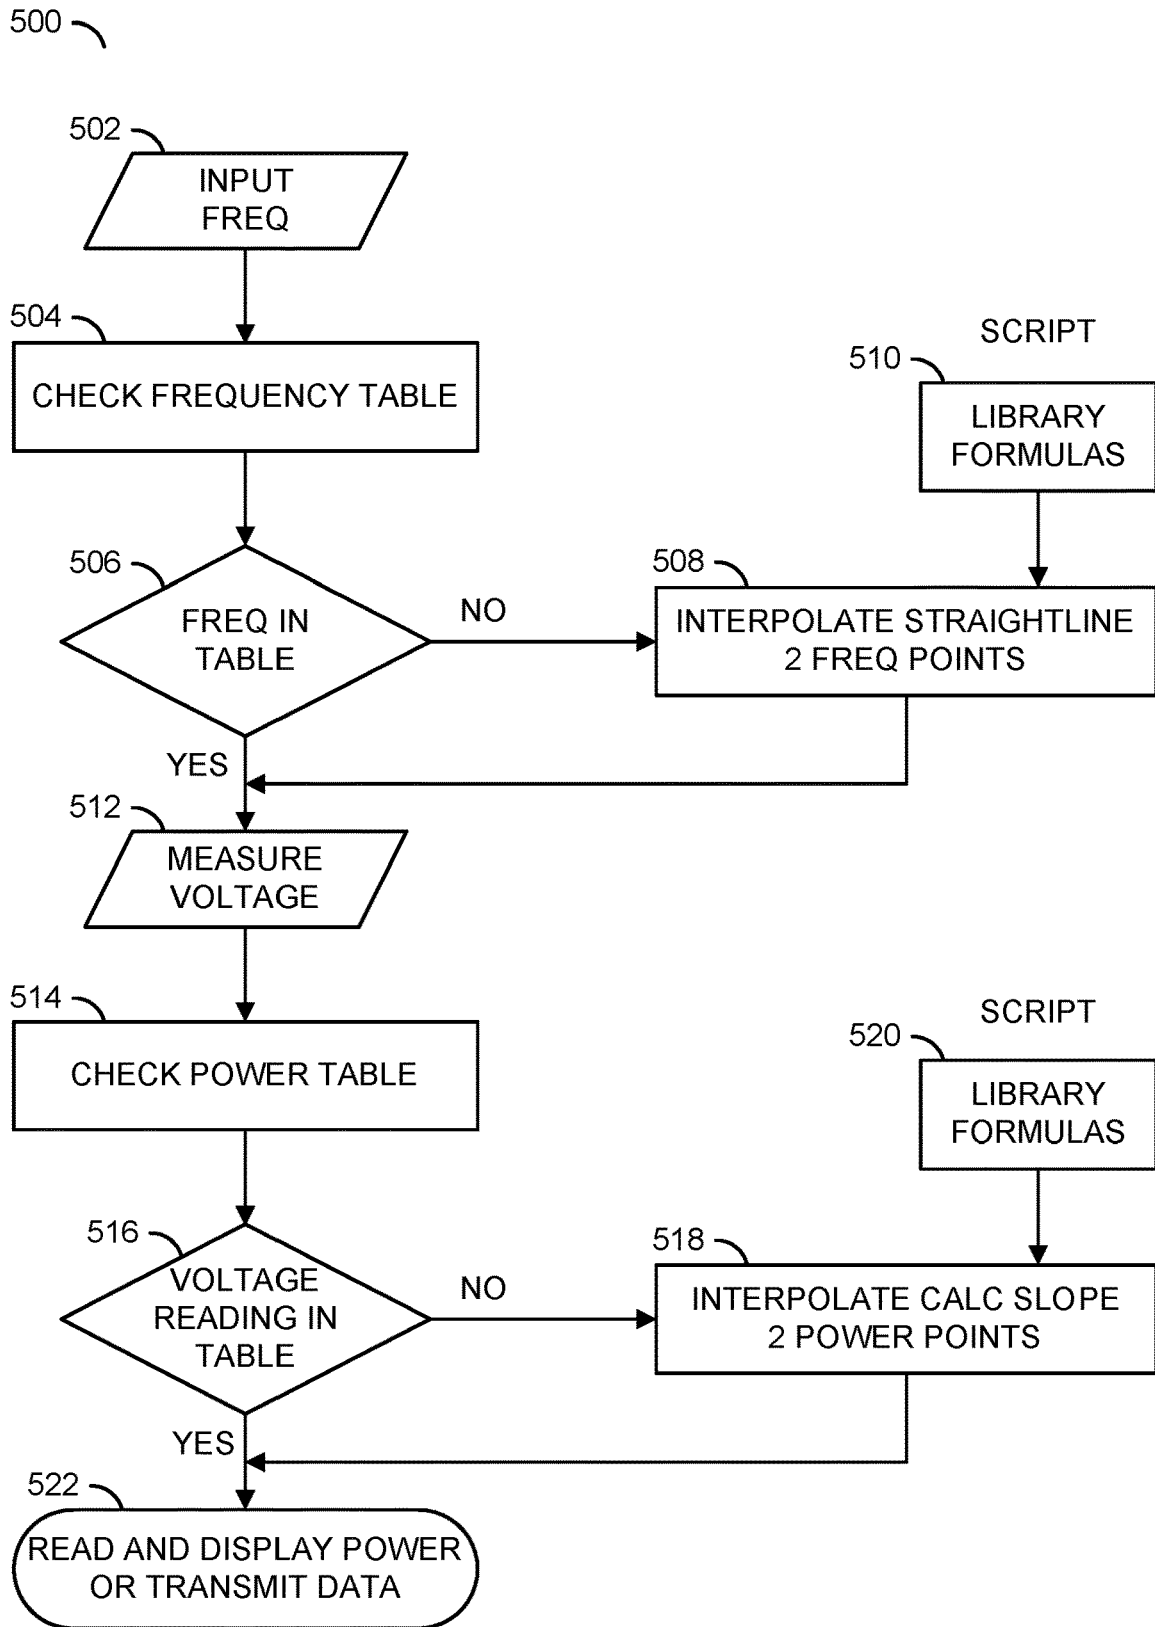 500
502
INPUT
FREQ
504
CHECK FREQUENCY TABLE
SCRIPT
510
LIBRARY
FORMULAS
506
FREQ IN
TABLE
NO
508
INTERPOLATE STRAIGHTLINE
2 FREQ POINTS
YES
512
MEASURE
VOLTAGE
514
CHECK POWER TABLE
SCRIPT
520
LIBRARY
FORMULAS
516
VOLTAGE
READING IN
TABLE
NO
518
INTERPOLATE CALC SLOPE
2 POWER POINTS
YES
522
READ AND DISPLAY POWER
OR TRANSMIT DATA